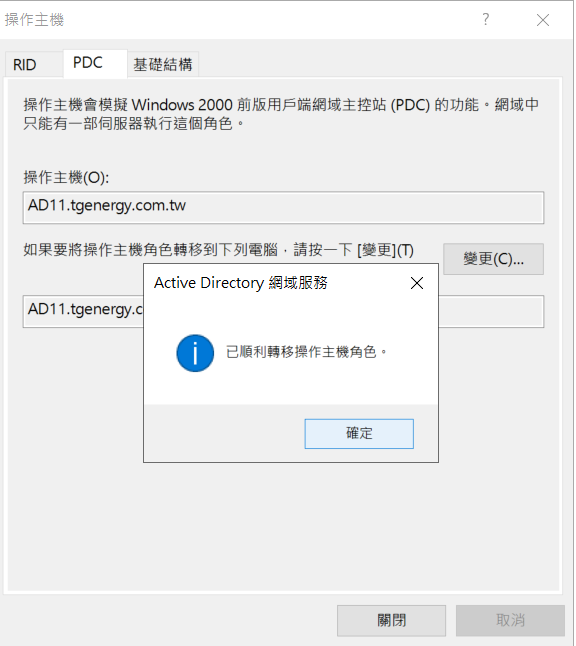 操作主機
RID
PDC
基礎結構
操作主機會模擬 Windows 2000 前版用戶端網域主控站 (PDC) 的功能。網域中
只能有一部伺服器執行這個角色。
操作主機(O):
AD11.tgenergy.com.tw
如果要將操作主機角色轉移到下列電腦，請按一下 [變更](T)
變更(C)...
AD11.tgenergy.c
Active Directory 網域服務
已順利轉移操作主機角色。
確定
關閉
取消